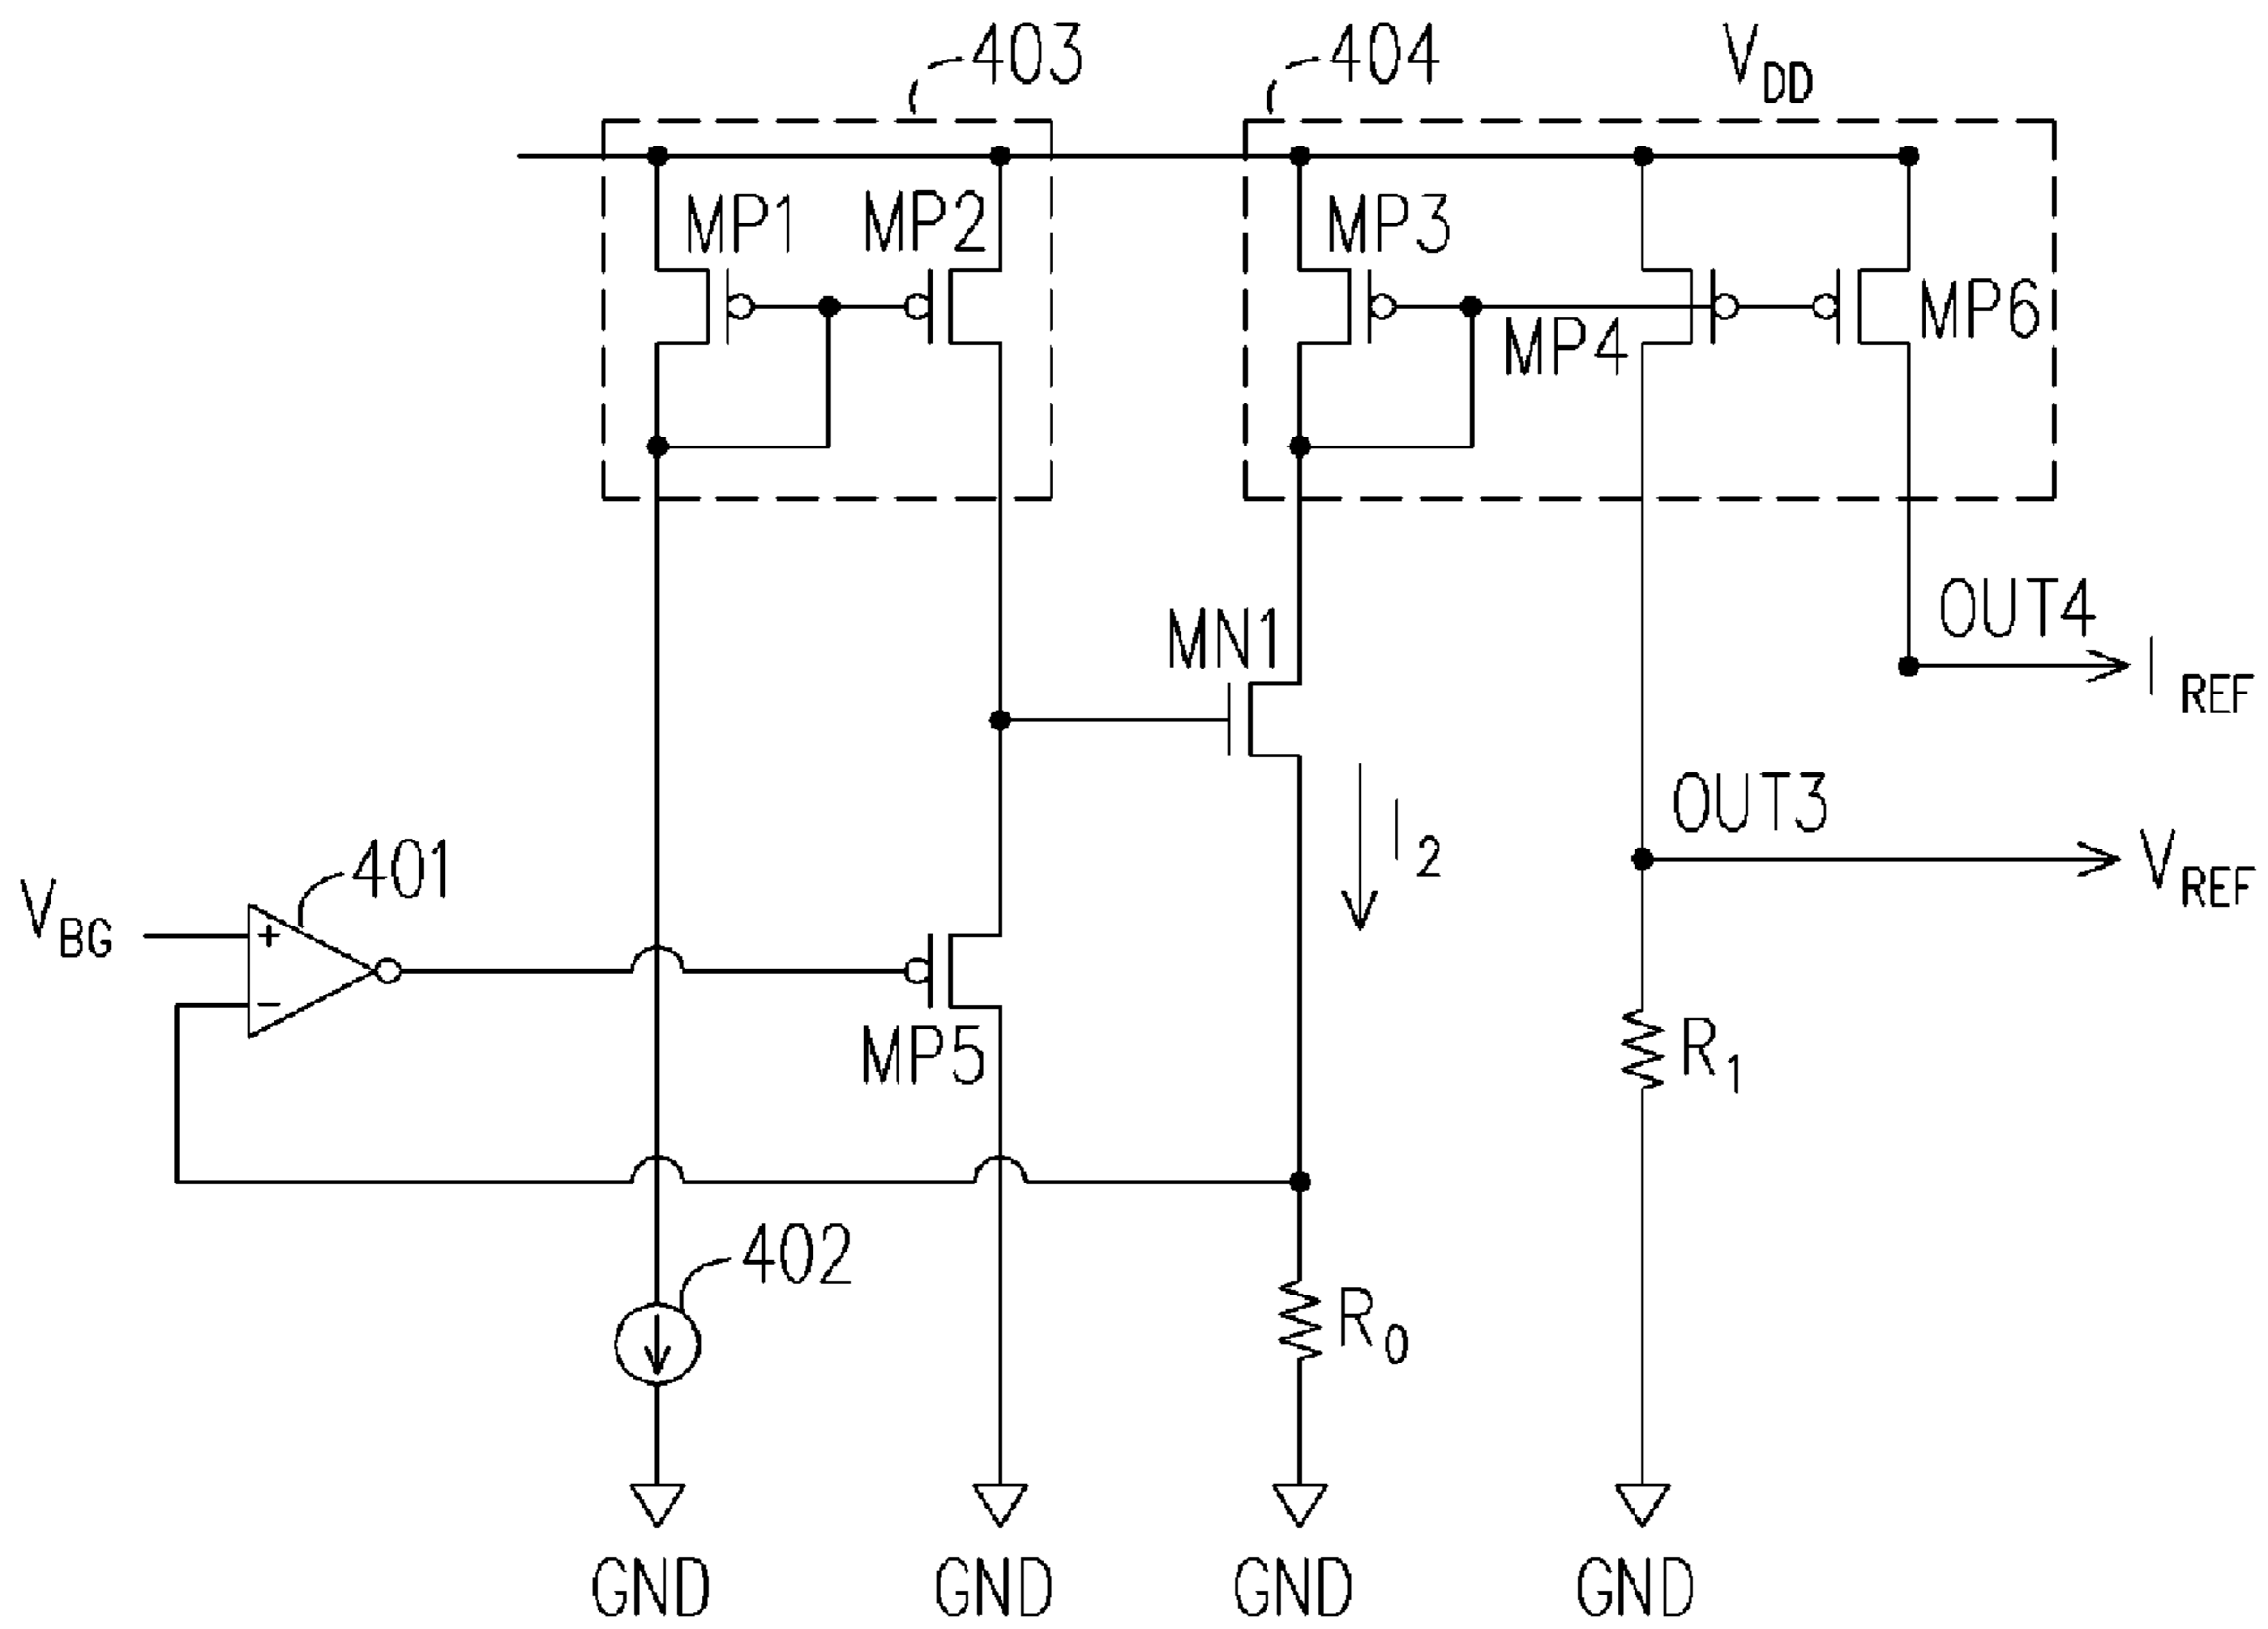 403
404
VDD
MP1
MP2
MP3
MP4
MP6
OUT4
IREF
MN1
I2
OUT3
VREF
401
VBG
+
−
MP5
R1
402
R0
GND
GND
GND
GND